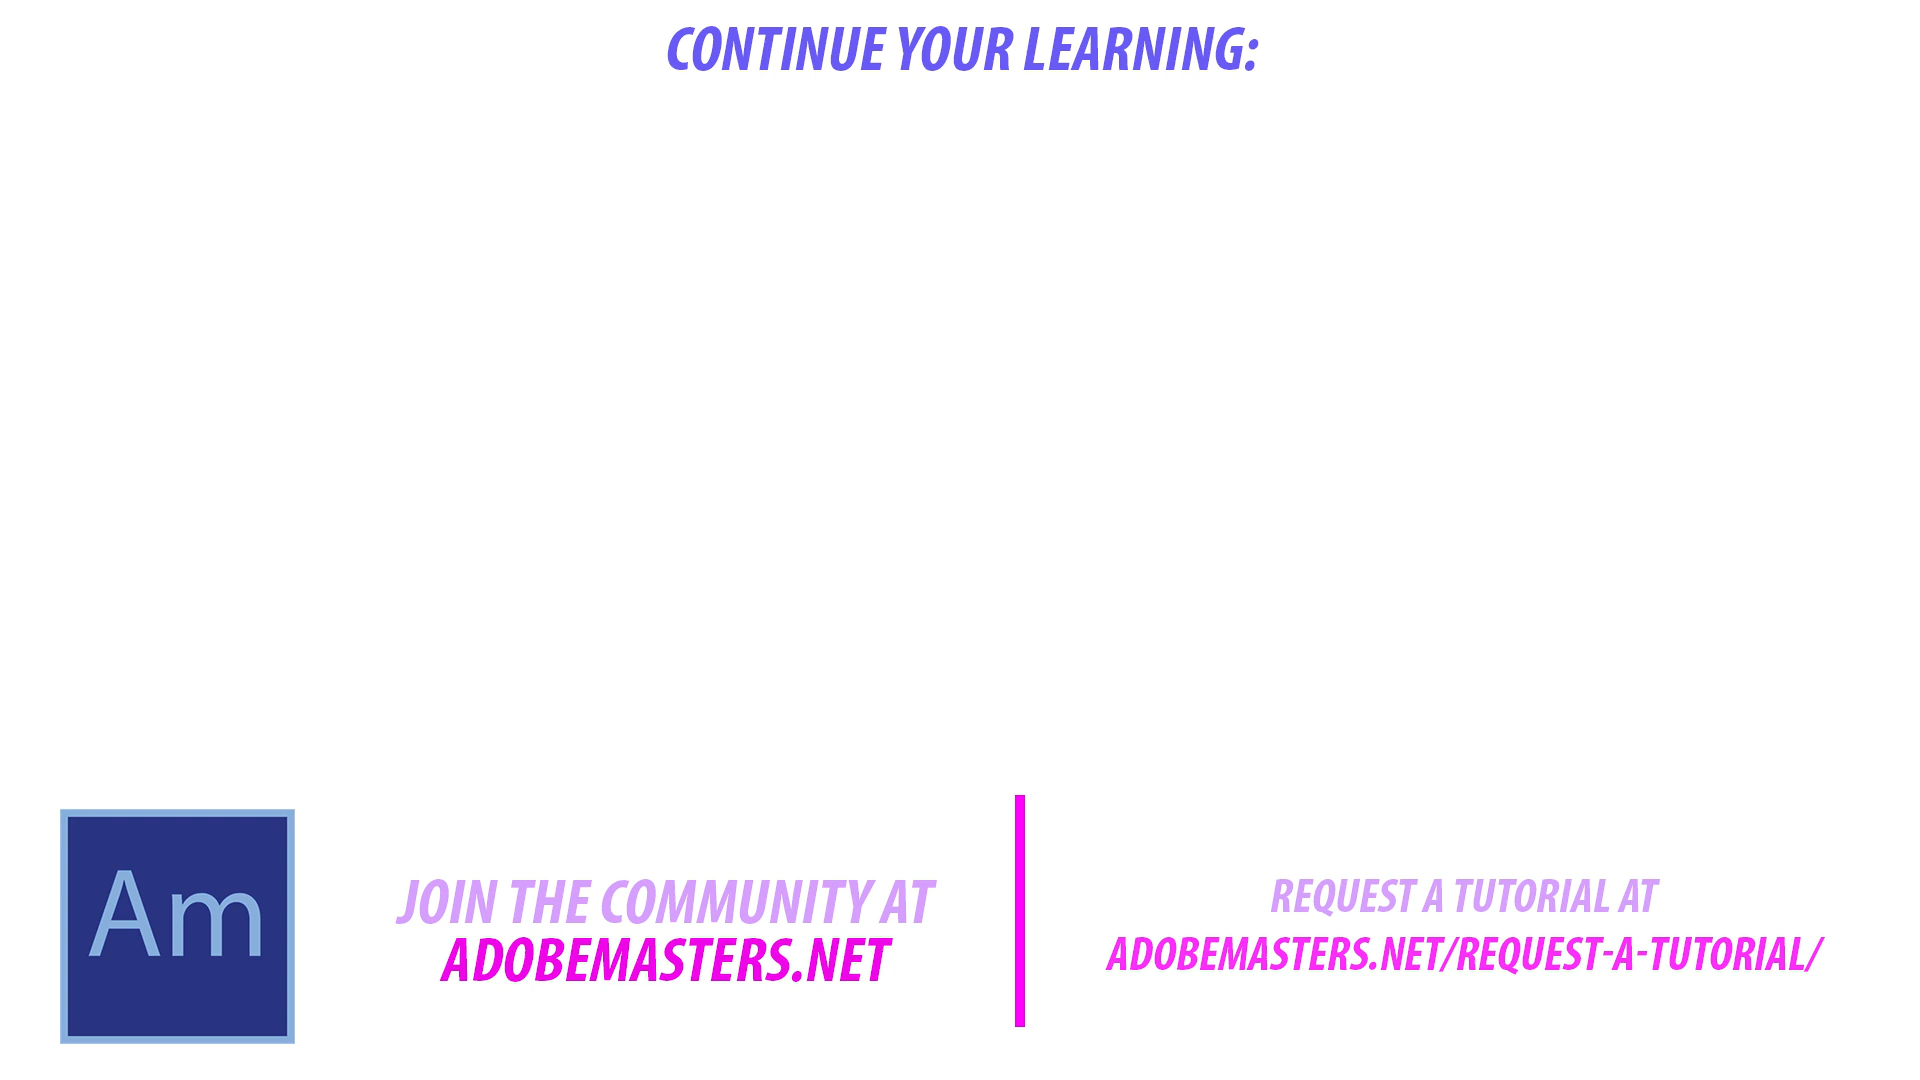 CONTINUE YOUR LEARNING:
Am
JOIN THE COMMUNITY AT
ADOBEMASTERS.NET
REQUEST A TUTORIAL AT
ADOBEMASTERS.NET/REQUEST-A-TUTORIAL/